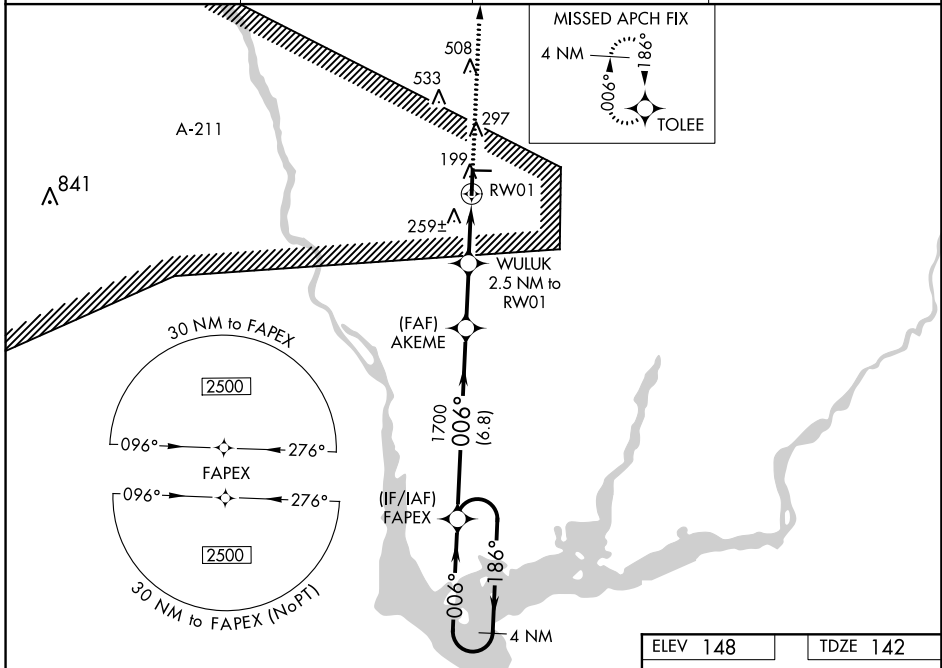 MISSED APCH FIX
4 NM
186°
006°
TOLEE
508
533
297
A-211
199
841
RW01
259±
WULUK
2.5 NM to
RW01
(FAF)
AKEME
30 NM to FAPEX
2500
096°
276°
FAPEX
096°
276°
2500
30 NM to FAPEX (NoPT)
1700
006°
(6.8)
(IF/IAF)
FAPEX
006°
186°
4 NM
ELEV 148
TDZE 142